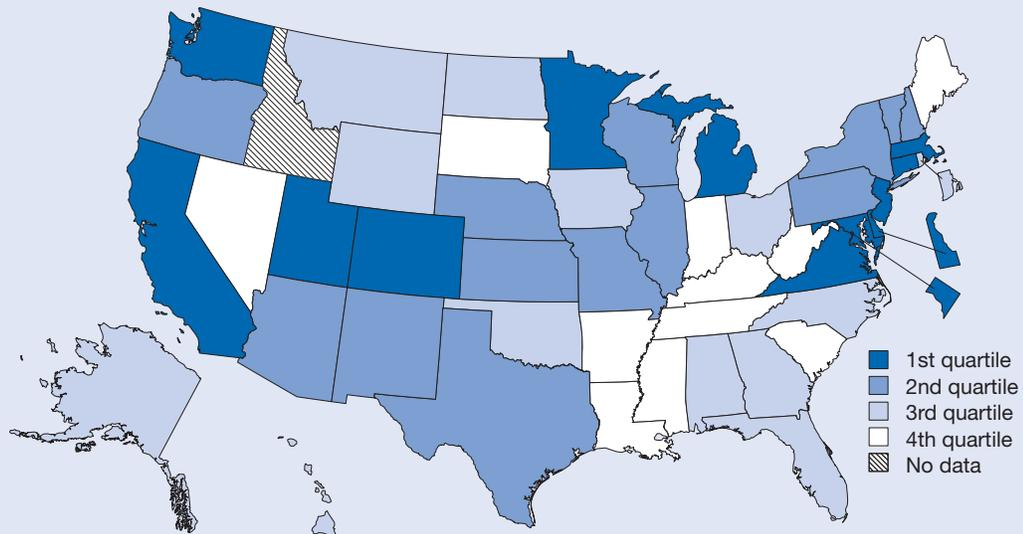 1st quartile
2nd quartile
3rd quartile
4th quartile
No data